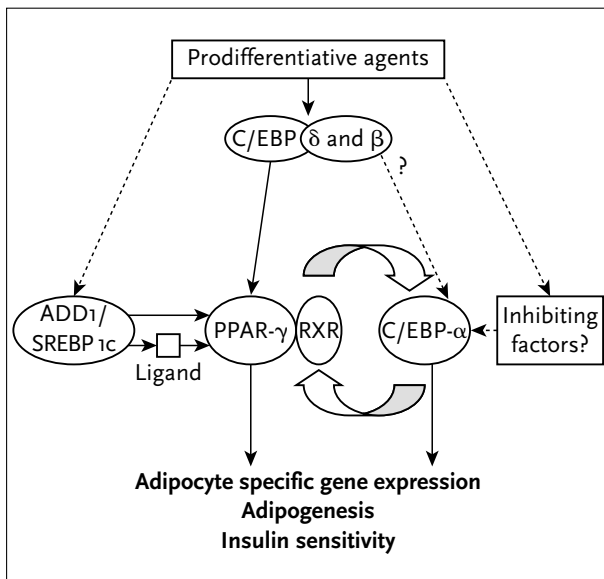 Prodifferentiative agents
C/EBP δ and β
?
ADD1/
SREBP 1c
Ligand
PPAR-γ RXR
C/EBP-α
Inhibiting
factors?
Adipocyte specific gene expression
Adipogenesis
Insulin sensitivity